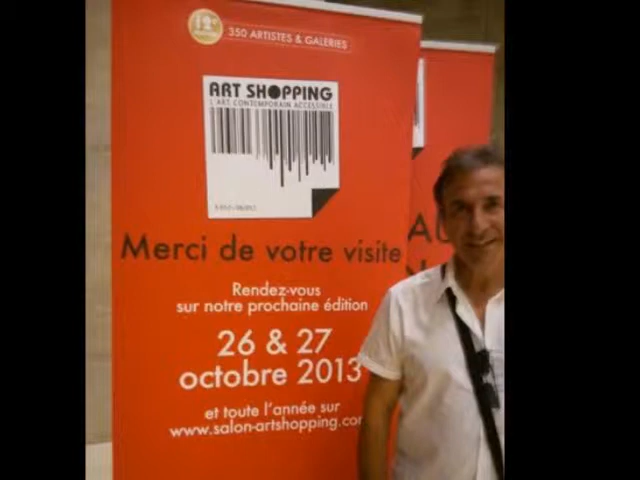 12e
350 ARTISTES & GALERIES
ART SHOPPING
L'ART CONTEMPORAIN ACCESSIBLE
Merci de votre visite
Rendez-vous
sur notre prochaine édition
26 & 27
octobre 2013
et toute l'année sur
www.salon-artshopping.com
AU